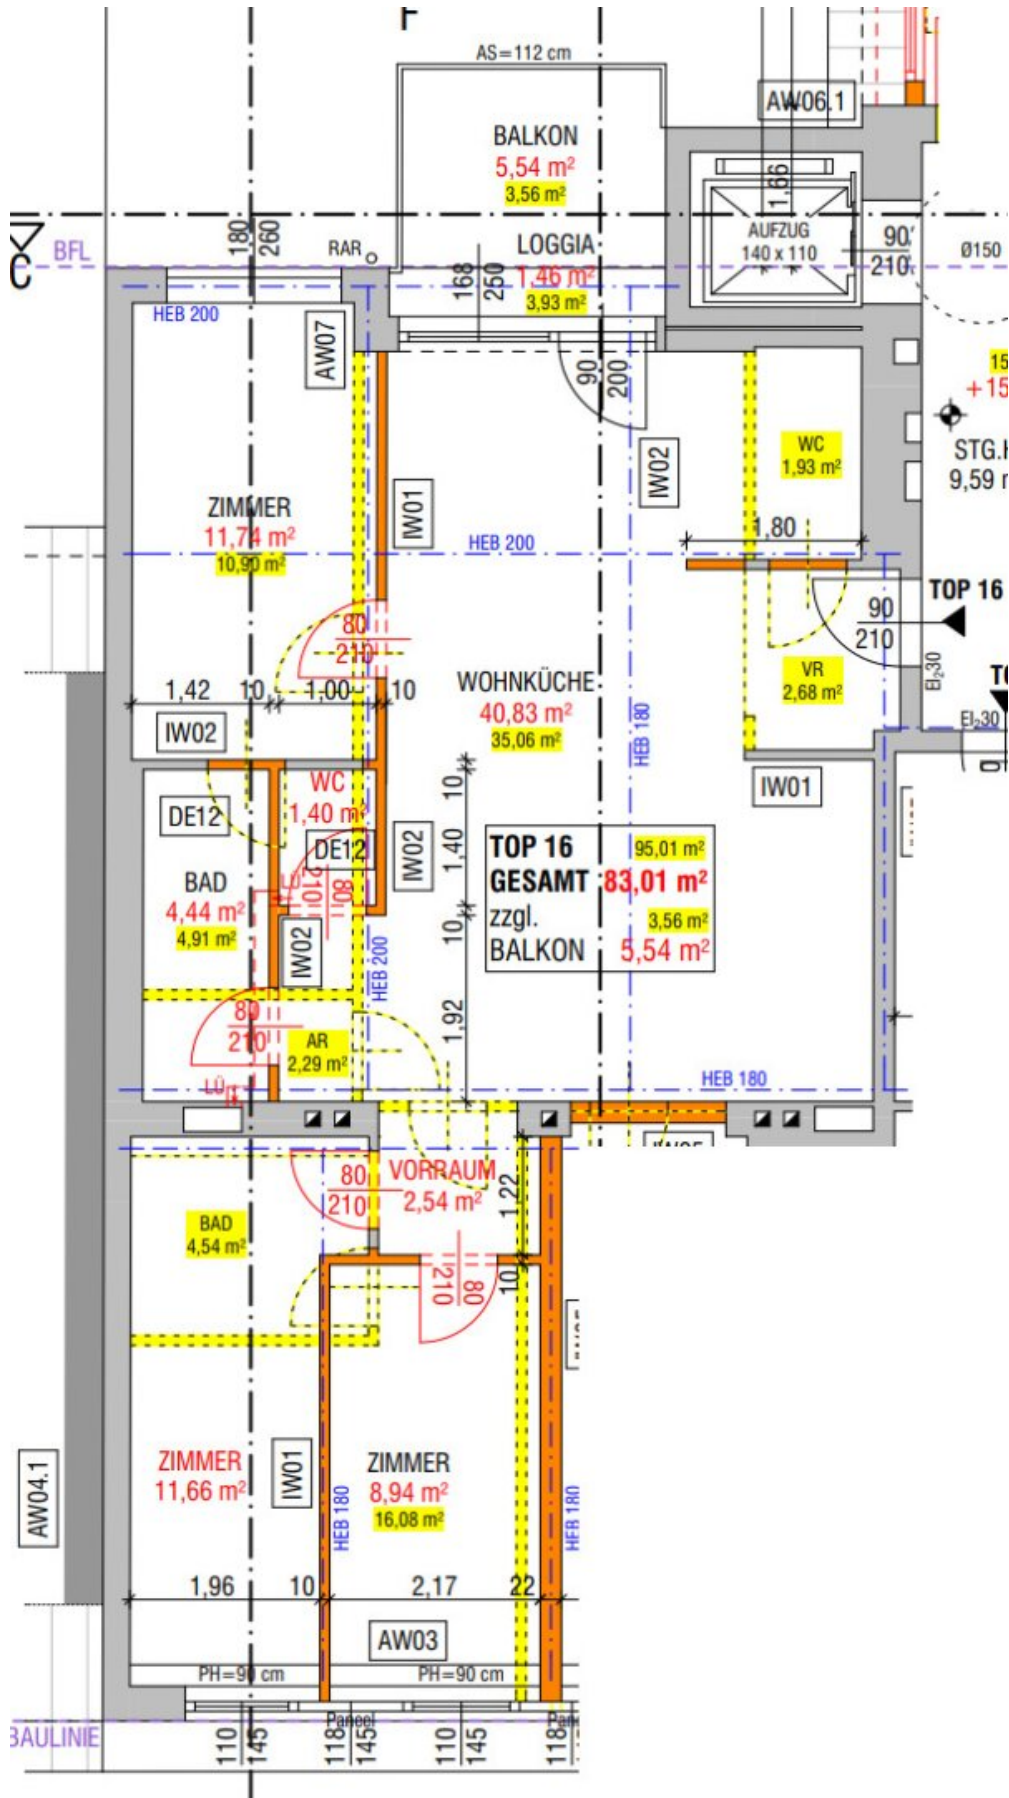 F
AS=112 cm
AW06.1
BALKON
5,54 m²
3,56 m²
1,66
AUFZUG
140 x 110
90
210
Ø150
C
BFL
180
260
RAR
LOGGIA
1,46 m²
3,93 m²
168
250
HEB 200
AW07
90
200
IW02
WC
1,93 m²
15
+15
STG.H
9,59 m
ZIMMER
11,74 m²
10,90 m²
IW01
HEB 200
1,80
TOP 16
90
210
EI₂30
80
210
WOHNKÜCHE
40,83 m²
35,06 m²
HEB 180
VR
2,68 m²
TO
EI₂30
1,42
10
1,00
10
IW02
IW01
DE12
WC
1,40 m²
DE12
80
210
LÜ
IW02
10
1,40
10
1,92
TOP 16
95,01 m²
GESAMT
83,01 m²
zzgl.
3,56 m²
BALKON
5,54 m²
BAD
4,44 m²
4,91 m²
IW02
HEB 200
80
210
AR
2,29 m²
LÜ
HEB 180
80
210
VORRAUM
2,54 m²
1,22
10
BAD
4,54 m²
80
210
AW04.1
ZIMMER
11,66 m²
IW01
ZIMMER
8,94 m²
16,08 m²
HEB 180
HEB 180
1,96
10
2,17
22
AW03
PH=90 cm
PH=90 cm
Paneel
Pan
BAULINIE
110
145
118
145
110
145
118